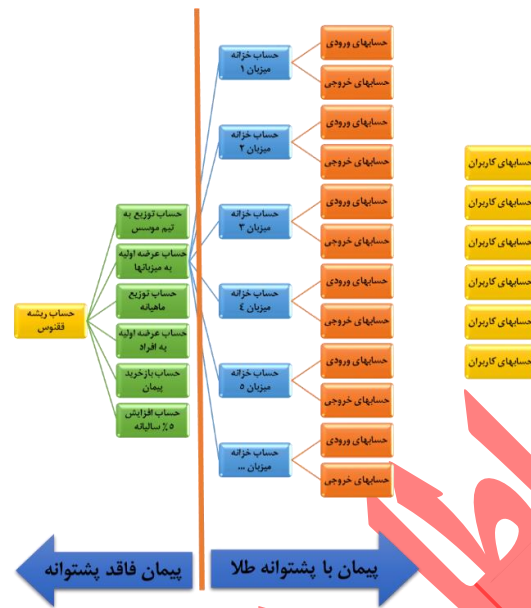 حساب ریشه
ققنوس
حساب توزیع به
تیم موسس
حساب عرضه اولیه
به میزبانها
حساب توزیع
ماهیانه
حساب عرضه اولیه
به افراد
حساب بازخرید
پیمان
حساب افزایش
۵٪ سالیانه
حساب خزانه
میزبان ۱
حساب خزانه
میزبان ۲
حساب خزانه
میزبان ۳
حساب خزانه
میزبان ٤
حساب خزانه
میزبان ۵
حساب خزانه
میزبان ...
حسابهای ورودی
حسابهای خروجی
حسابهای ورودی
حسابهای خروجی
حسابهای ورودی
حسابهای خروجی
حسابهای ورودی
حسابهای خروجی
حسابهای ورودی
حسابهای خروجی
حسابهای ورودی
حسابهای خروجی
حسابهای کاربران
حسابهای کاربران
حسابهای کاربران
حسابهای کاربران
حسابهای کاربران
حسابهای کاربران
پیمان با پشتوانه طلا
پیمان فاقد پشتوانه